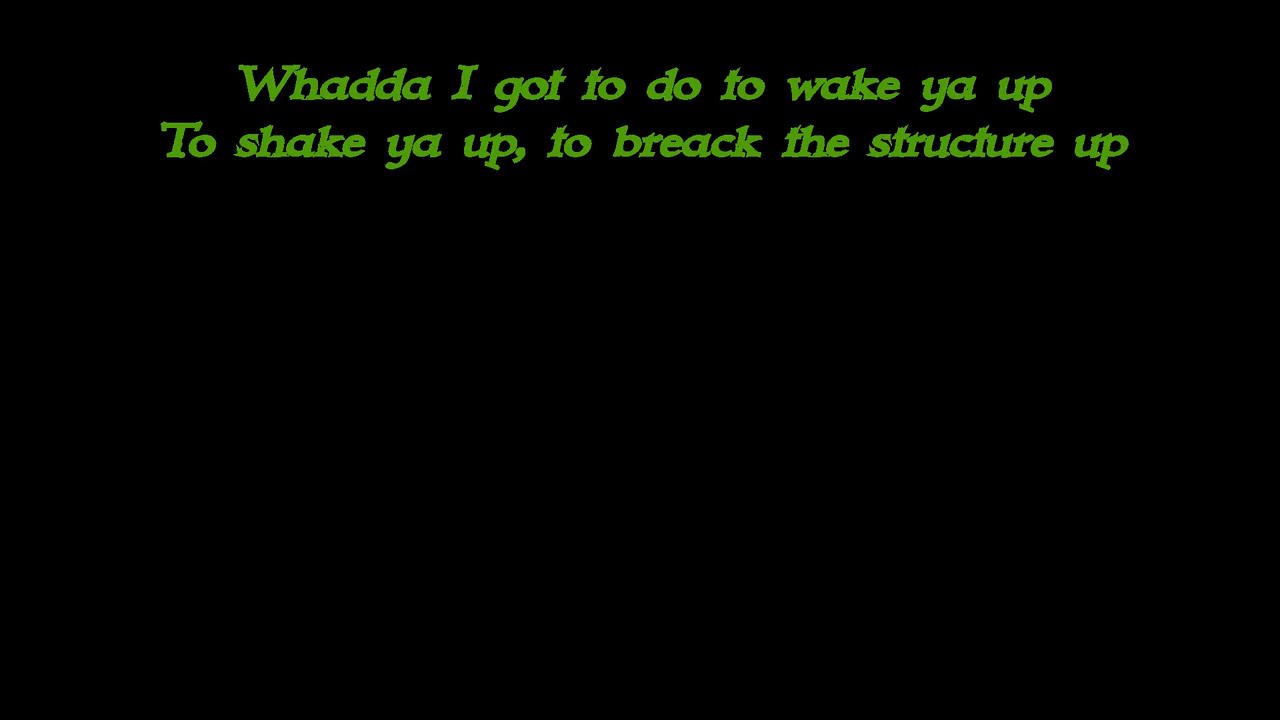 Whadda I got to do to wake ya up
To shake ya up, to breack the structure up